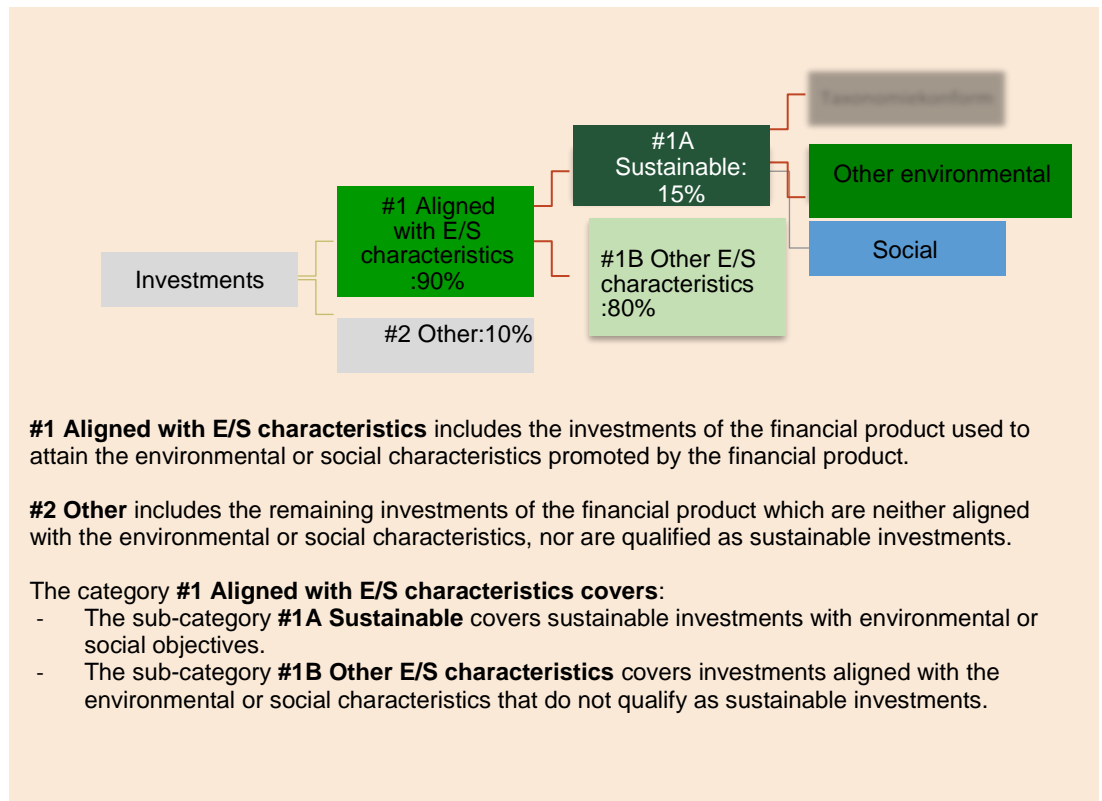 #1A
Sustainable:
15%
Other environmental
#1 Aligned
with E/S
characteristics
:90%
Social
#1B Other E/S
characteristics
:80%
Investments
#2 Other:10%
#1 Aligned with E/S characteristics includes the investments of the financial product used to
attain the environmental or social characteristics promoted by the financial product.
#2 Other includes the remaining investments of the financial product which are neither aligned
with the environmental or social characteristics, nor are qualified as sustainable investments.
The category #1 Aligned with E/S characteristics covers:
- The sub-category #1A Sustainable covers sustainable investments with environmental or
social objectives.
- The sub-category #1B Other E/S characteristics covers investments aligned with the
environmental or social characteristics that do not qualify as sustainable investments.